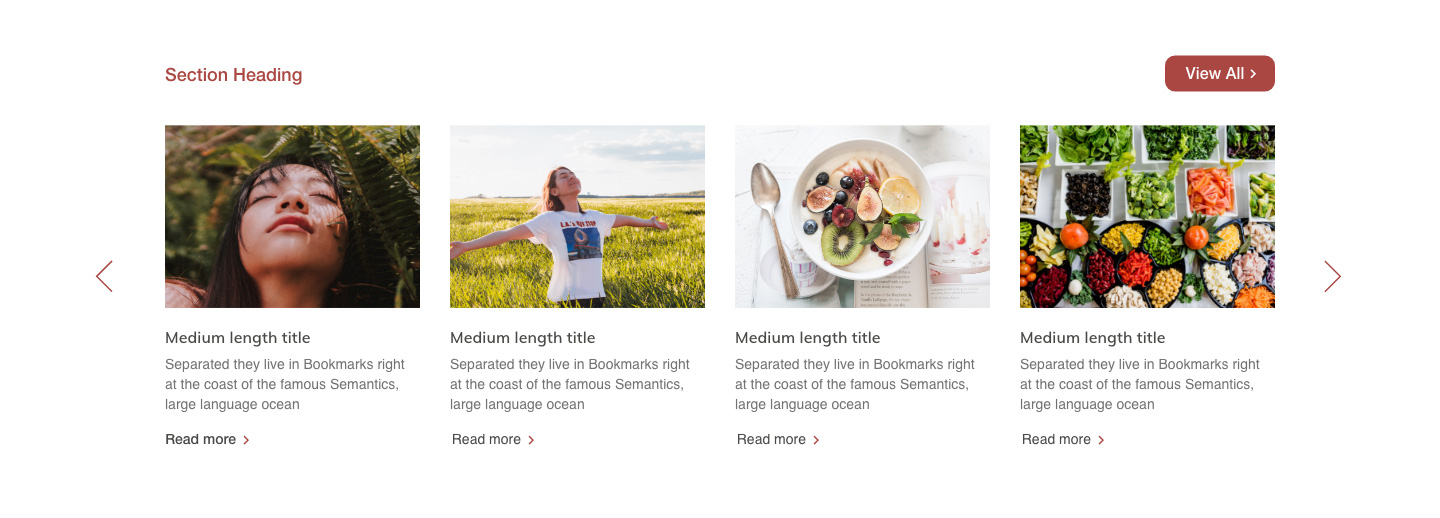 Section Heading
View All
Medium length title
Separated they live in Bookmarks right
at the coast of the famous Semantics,
large language ocean
Read more
Medium length title
Separated they live in Bookmarks right
at the coast of the famous Semantics,
large language ocean
Read more
Medium length title
Separated they live in Bookmarks right
at the coast of the famous Semantics,
large language ocean
Read more
Medium length title
Separated they live in Bookmarks right
at the coast of the famous Semantics,
large language ocean
Read more